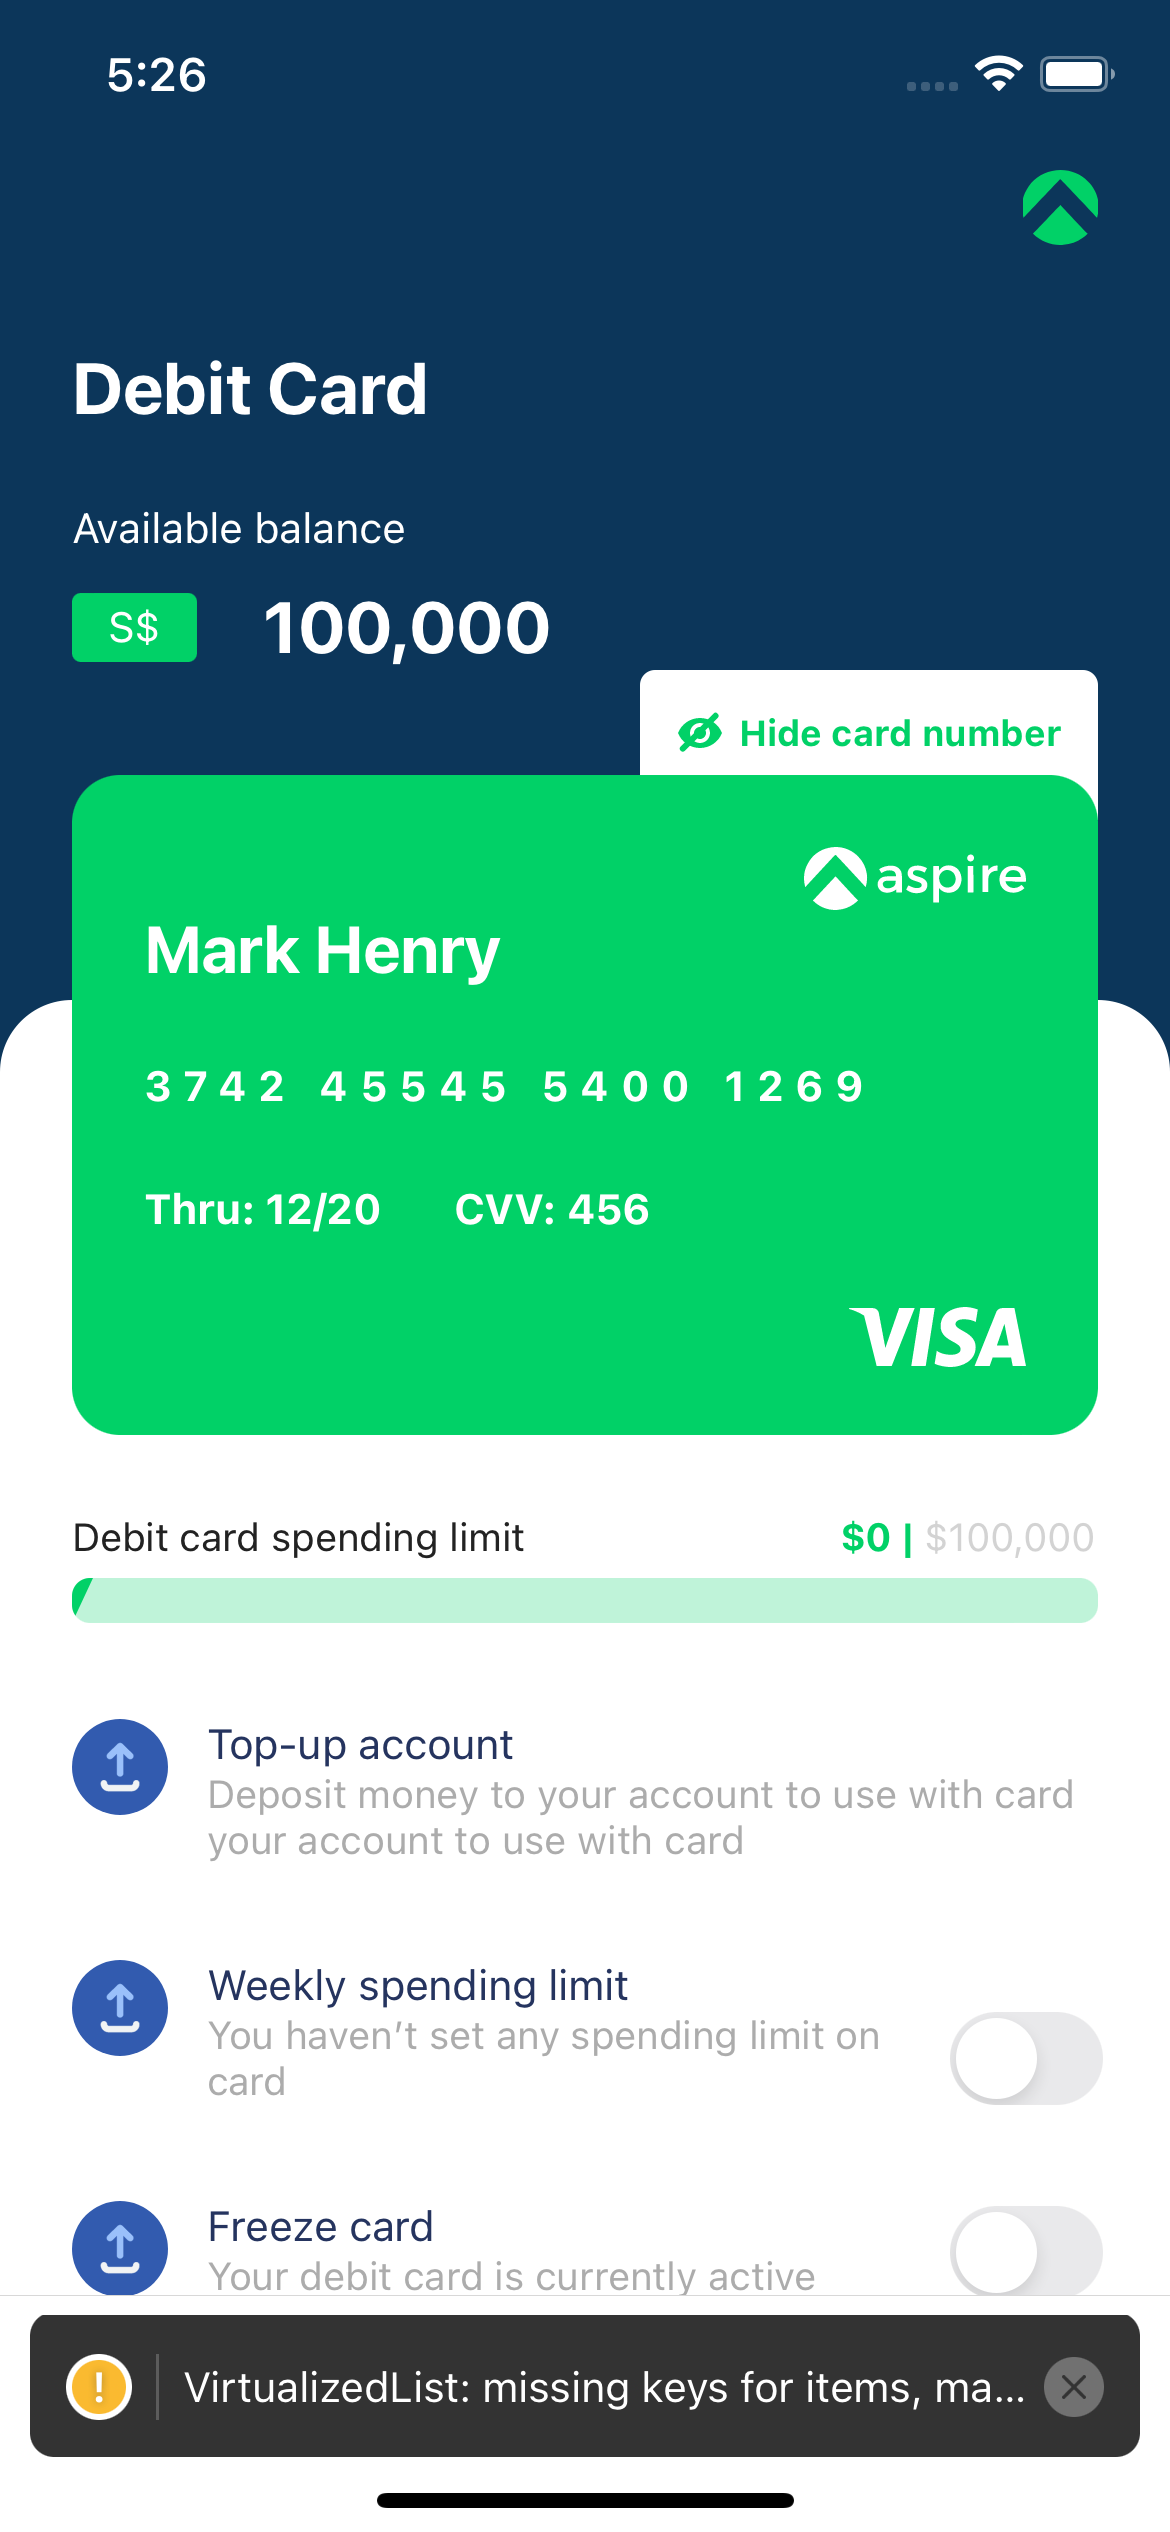 5:26
Debit Card
Available balance
S$ 100,000
Hide card number
aspire
Mark Henry
3742 45545 5400 1269
Thru: 12/20 CVV: 456
VISA
Debit card spending limit $0 | $100,000
Top-up account
Deposit money to your account to use with card
your account to use with card
Weekly spending limit
You haven’t set any spending limit on
card
Freeze card
Your debit card is currently active
! VirtualizedList: missing keys for items, ma...